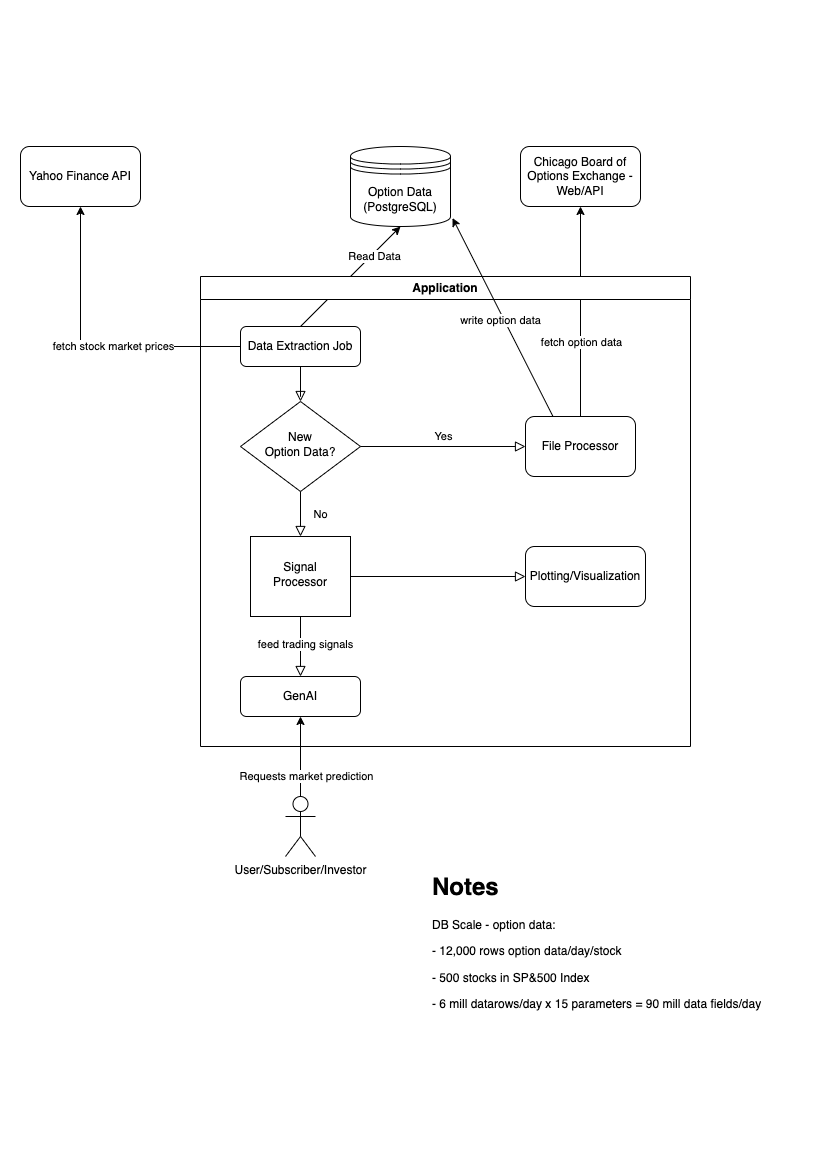 Yahoo Finance API
Option Data
(PostgreSQL)
Chicago Board of
Options Exchange -
Web/API
Read Data
Application
write option data
fetch option data
fetch stock market prices
Data Extraction Job
New
Option Data?
Yes
File Processor
No
Signal
Processor
Plotting/Visualization
feed trading signals
GenAI
Requests market prediction
User/Subscriber/Investor
Notes
DB Scale - option data:
- 12,000 rows option data/day/stock
- 500 stocks in SP&500 Index
- 6 mill datarows/day x 15 parameters = 90 mill data fields/day